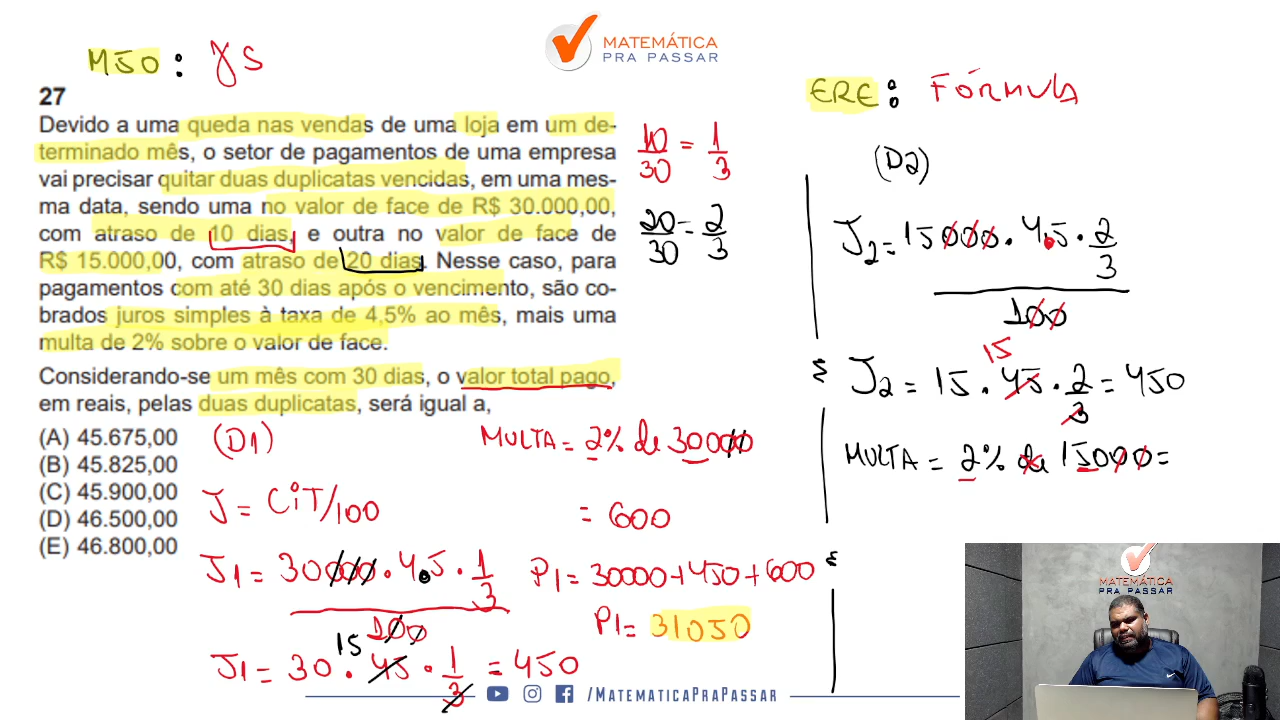 M50 : JS
MATEMÁTICA
PRA PASSAR
27
Devido a uma queda nas vendas de uma loja em um de-
terminado mês, o setor de pagamentos de uma empresa
vai precisar quitar duas duplicatas vencidas, em uma mes-
ma data, sendo uma no valor de face de R$ 30.000,00,
com atraso de 10 dias, e outra no valor de face de
R$ 15.000,00, com atraso de 20 dias. Nesse caso, para
pagamentos com até 30 dias após o vencimento, são co-
brados juros simples à taxa de 4,5% ao mês, mais uma
multa de 2% sobre o valor de face.
Considerando-se um mês com 30 dias, o valor total pago,
em reais, pelas duas duplicatas, será igual a,
(A) 45.675,00
(B) 45.825,00
(C) 45.900,00
(D) 46.500,00
(E) 46.800,00
10/30 = 1/3
20/30 = 2/3
(D1)
J = CiT/100
J1 = 30000 . 4,5 . 1/3
100
15
J1 = 30 . 45 . 1/3 = 450
MULTA = 2% de 30000
= 600
P1 = 30000 + 450 + 600
P1 = 31050
ERE : FÓRMULA
(D2)
J2 = 15000 . 4,5 . 2/3
100
15
J2 = 15 . 45 . 2/3 = 450
MULTA = 2% de 15000 =
MATEMÁTICA
PRA PASSAR
/MATEMATICAPRAPASSAR